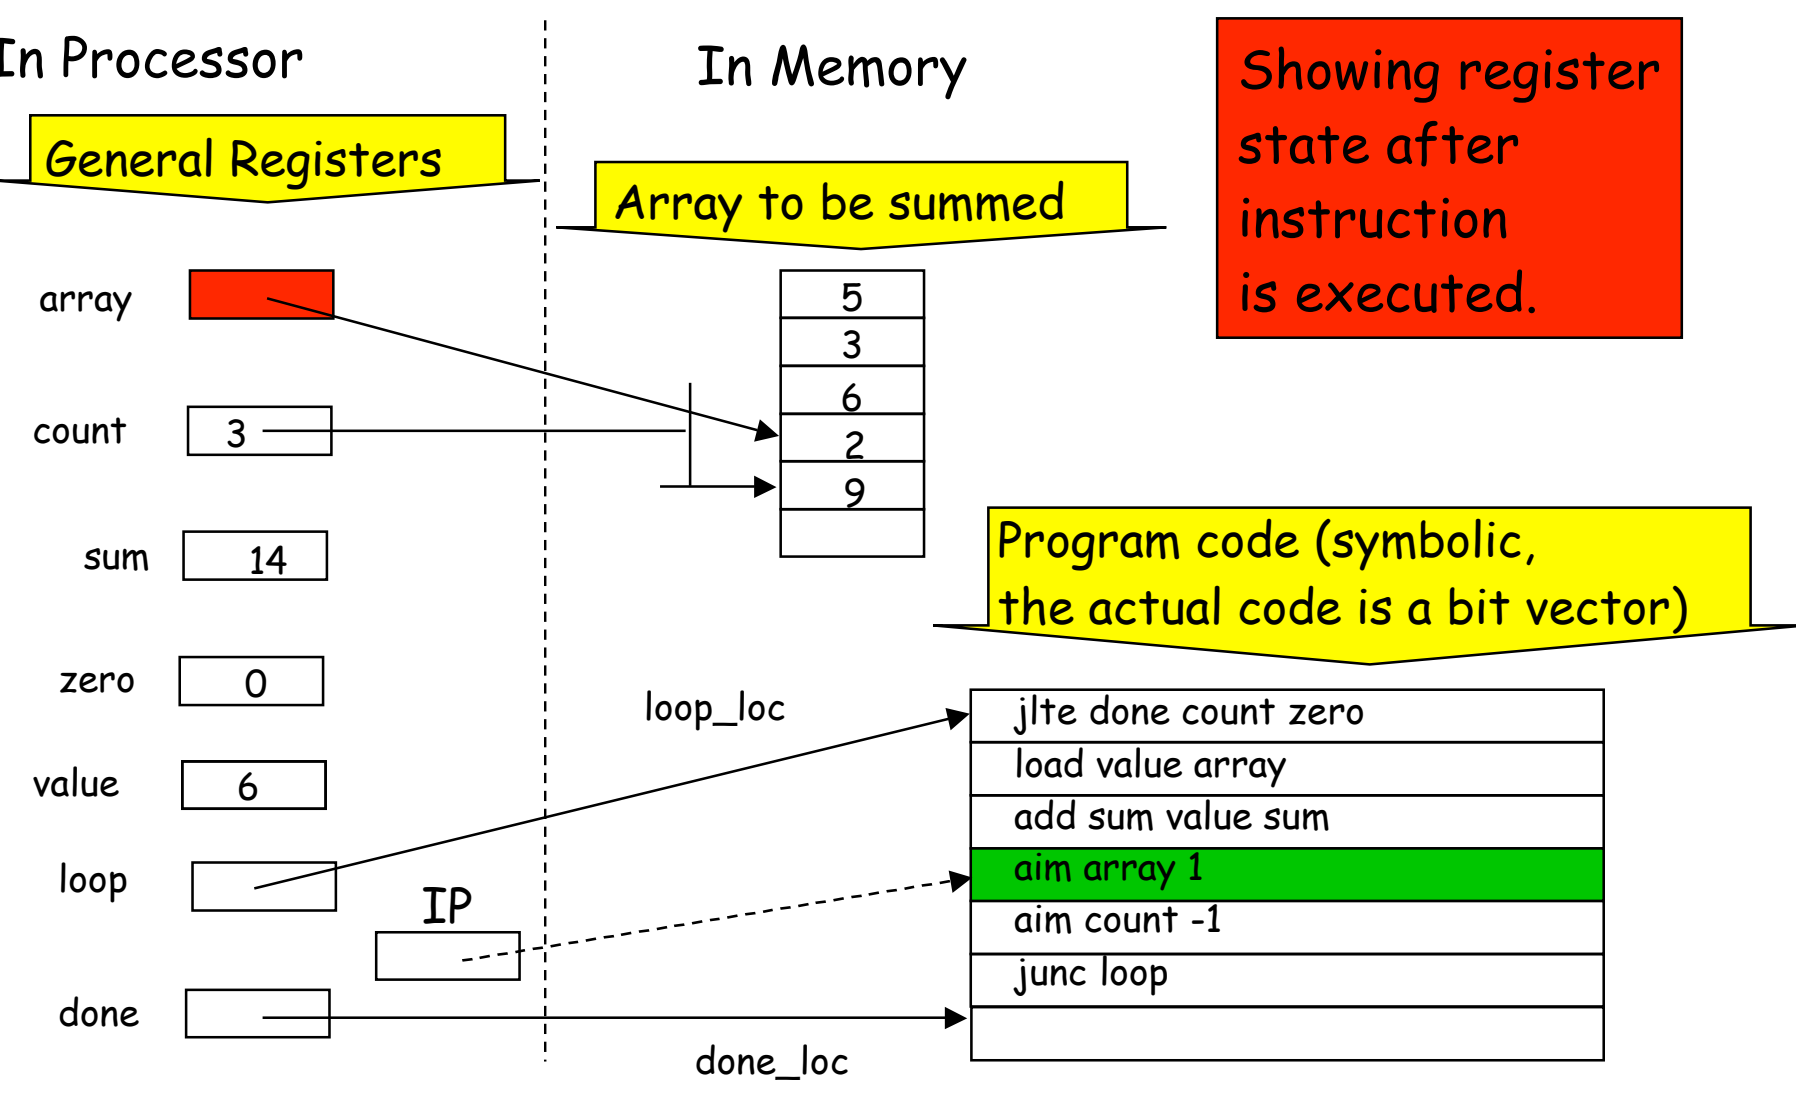 In Processor
In Memory
Showing register
state after
instruction
is executed.
General Registers
Array to be summed
array
5
3
6
count
3
2
9
sum
14
Program code (symbolic,
the actual code is a bit vector)
zero
0
loop_loc
jlte done count zero
load value array
value
6
add sum value sum
loop
aim array 1
IP
aim count -1
junc loop
done
done_loc